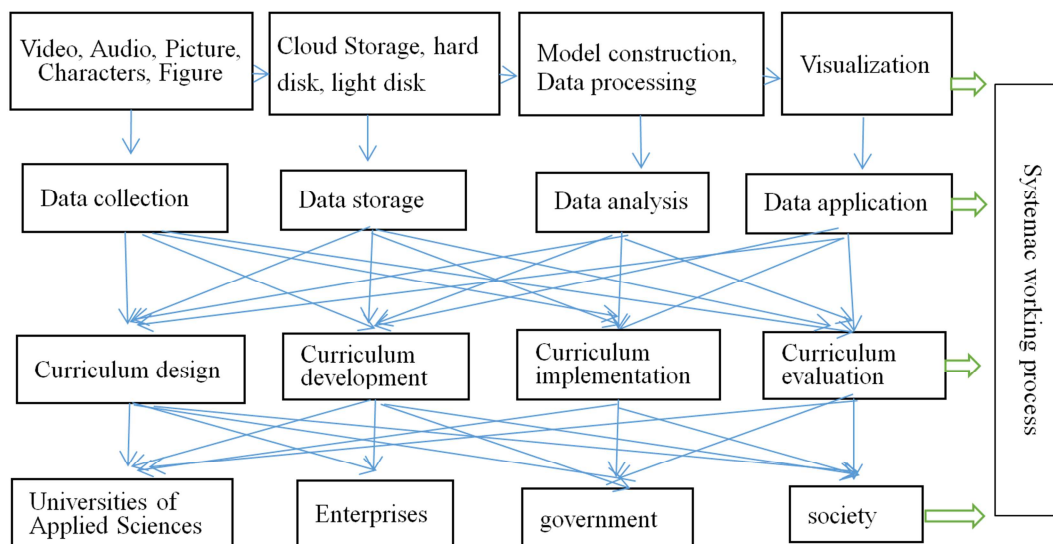 Video, Audio, Picture,
Characters, Figure
Cloud Storage, hard
disk, light disk
Model construction,
Data processing
Visualization
Data collection
Data storage
Data analysis
Data application
Curriculum design
Curriculum
development
Curriculum
implementation
Curriculum
evaluation
Universities of
Applied Sciences
Enterprises
government
society
Systemac working process